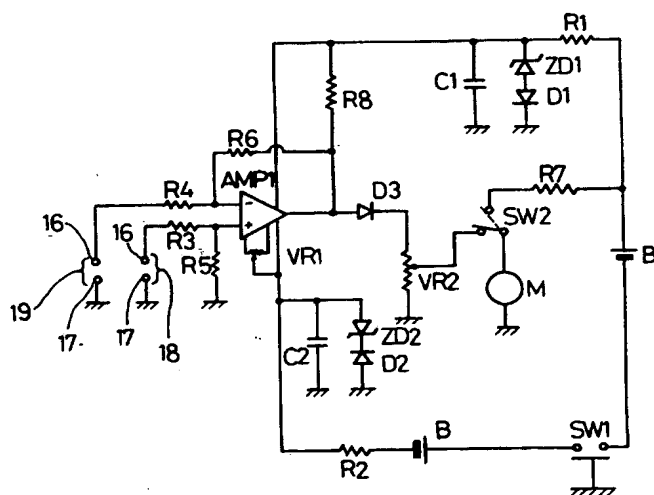 R1
ZD1
C1
D1
R8
R6
R7
AMP1
R4
D3
SW2
16
16
R3
VR1
R5
VR2
B
M
19
17
17
18
ZD2
C2
D2
B
SW1
R2